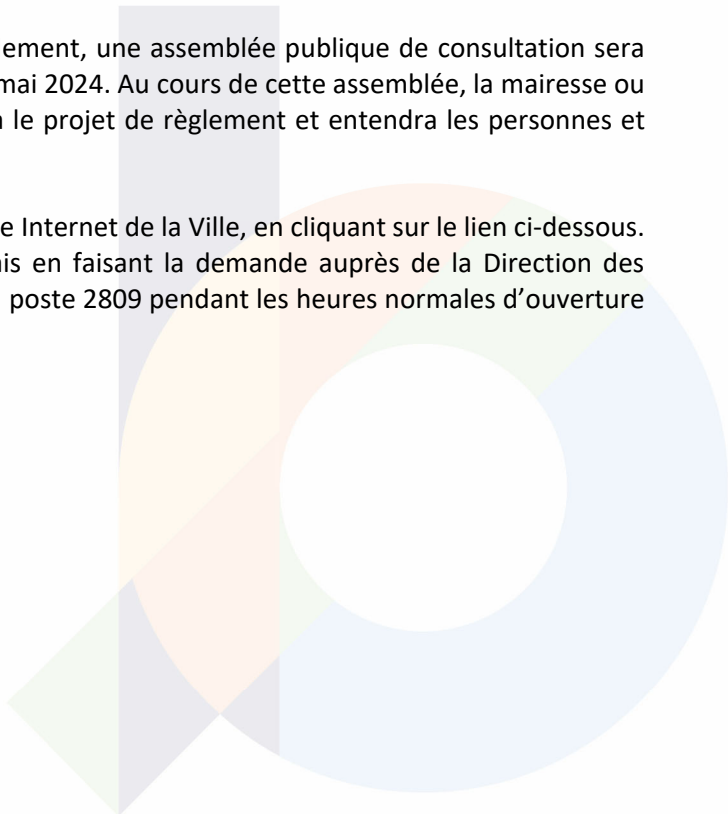 ement, une assemblée publique de consultation sera
mai 2024. Au cours de cette assemblée, la mairesse ou
le projet de règlement et entendra les personnes et
e Internet de la Ville, en cliquant sur le lien ci-dessous.
is en faisant la demande auprès de la Direction des
poste 2809 pendant les heures normales d’ouverture